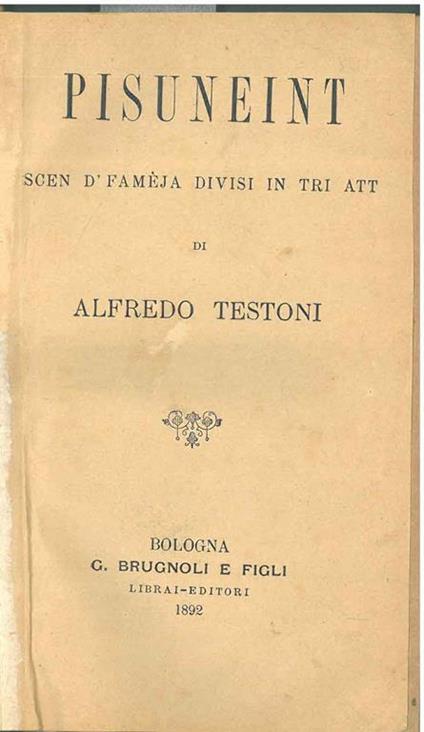 PISUNEINT
SCEN D'FAMÈJA DIVISI IN TRI ATT
DI
ALFREDO TESTONI
BOLOGNA
G. BRUGNOLI E FIGLI
LIBRAI-EDITORI
1892